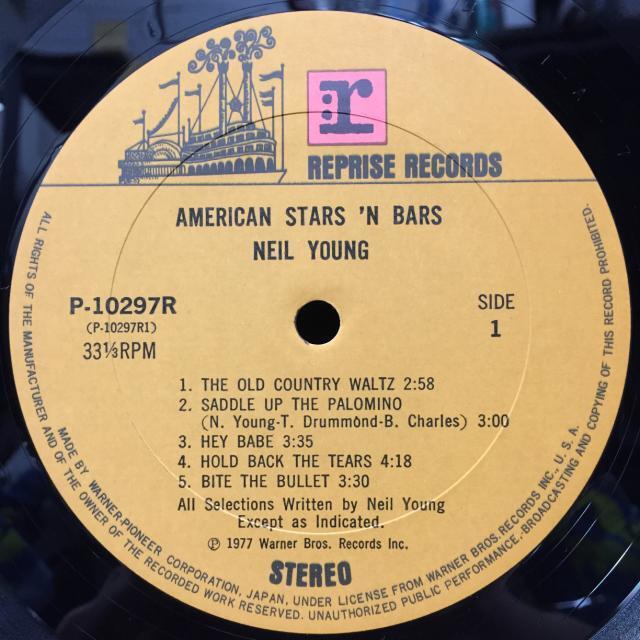 r
REPRISE RECORDS
AMERICAN STARS 'N BARS
NEIL YOUNG
P-10297R
(P-10297R1)
33⅓RPM
SIDE
1
1. THE OLD COUNTRY WALTZ 2:58
2. SADDLE UP THE PALOMINO
(N. Young-T. Drummond-B. Charles) 3:00
3. HEY BABE 3:35
4. HOLD BACK THE TEARS 4:18
5. BITE THE BULLET 3:30
All Selections Written by Neil Young
Except as Indicated.
℗ 1977 Warner Bros. Records Inc.
STEREO
MADE BY WARNER-PIONEER CORPORATION, JAPAN, UNDER LICENSE FROM WARNER BROS. RECORDS INC., U. S. A.
ALL RIGHTS OF THE MANUFACTURER AND OF THE OWNER OF THE RECORDED WORK RESERVED. UNAUTHORIZED PUBLIC PERFORMANCE, BROADCASTING AND COPYING OF THIS RECORD PROHIBITED.